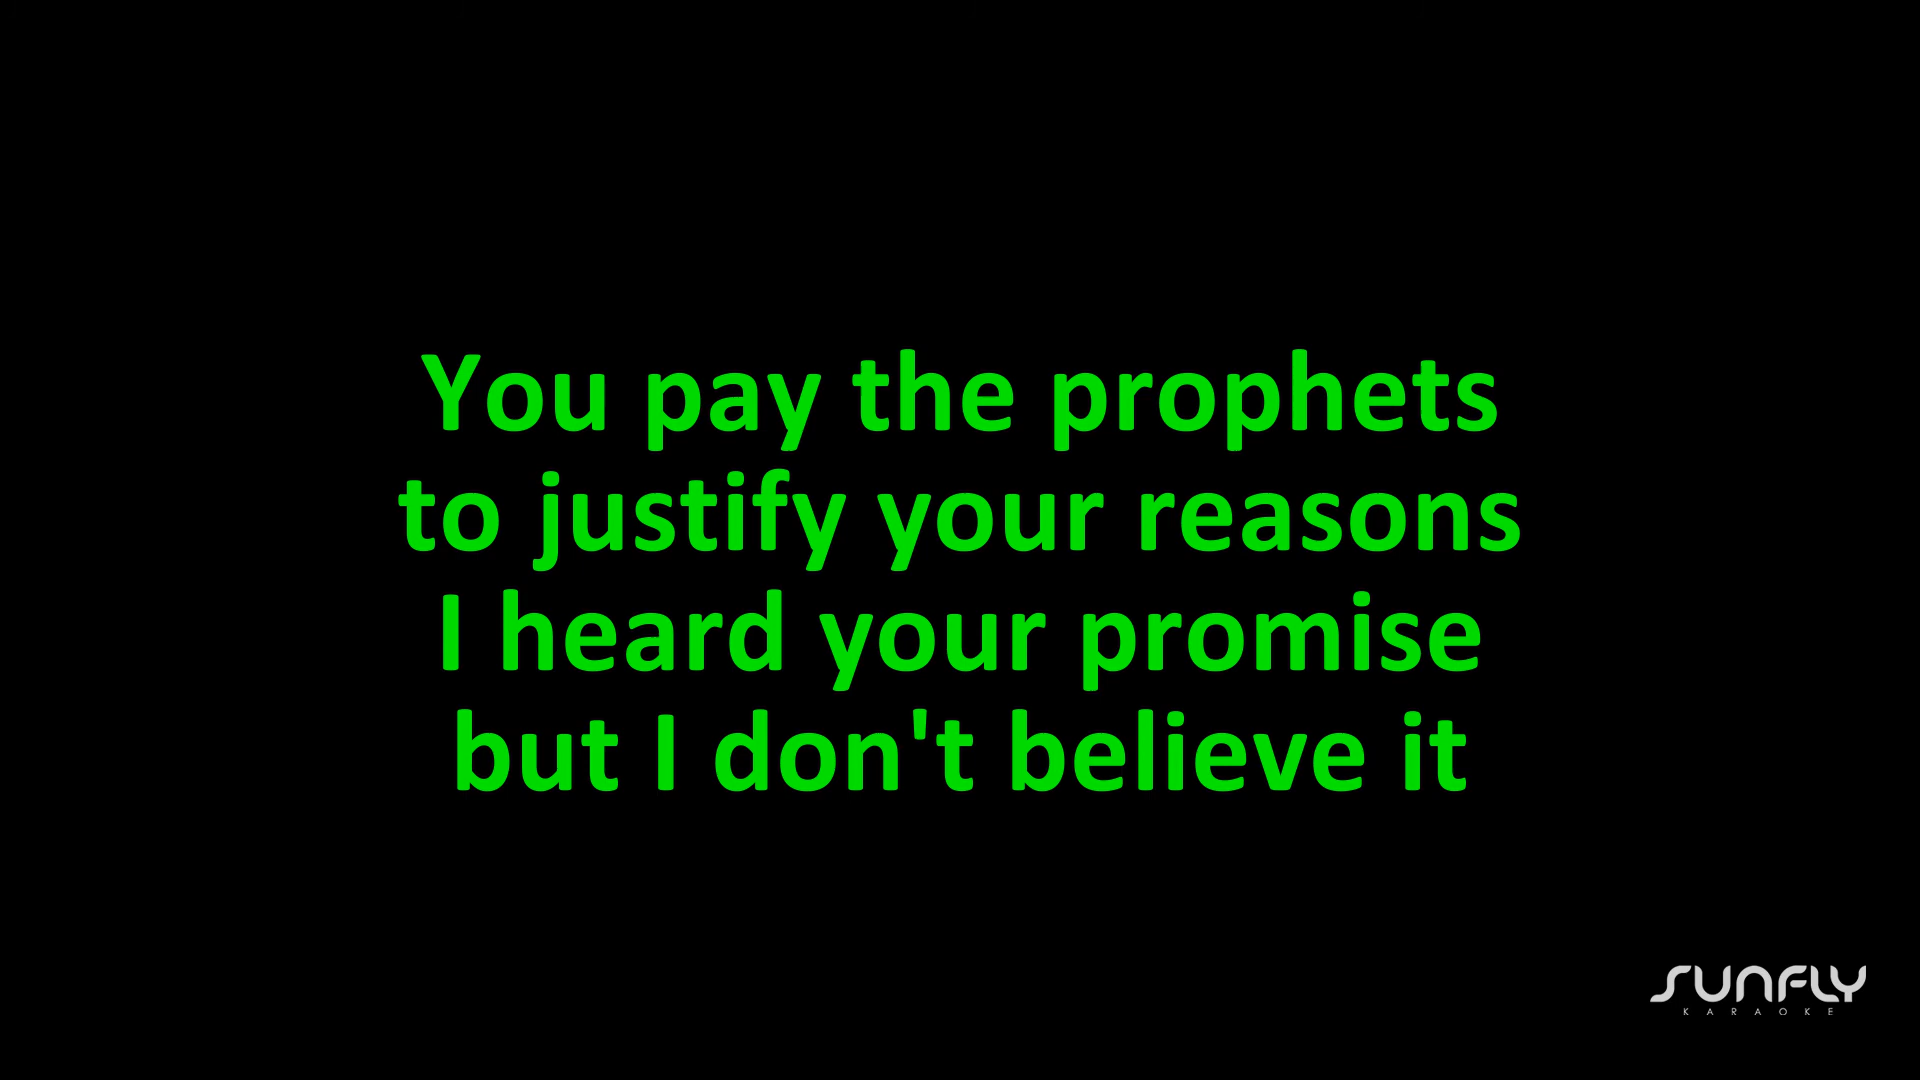 You pay the prophets
to justify your reasons
I heard your promise
but I don't believe it
SUNFLY
KARAOKE